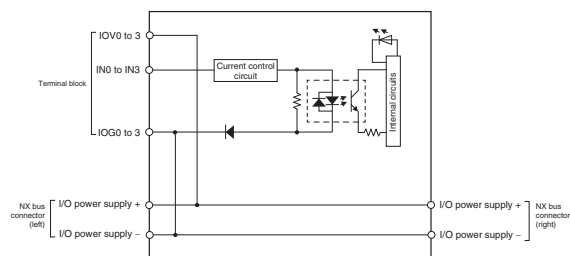 IOV0 to 3
IN0 to IN3
Current control
circuit
Terminal block
Internal circuits
IOG0 to 3
NX bus
connector
(left)
I/O power supply +
I/O power supply −
I/O power supply +
I/O power supply −
NX bus
connector
(right)